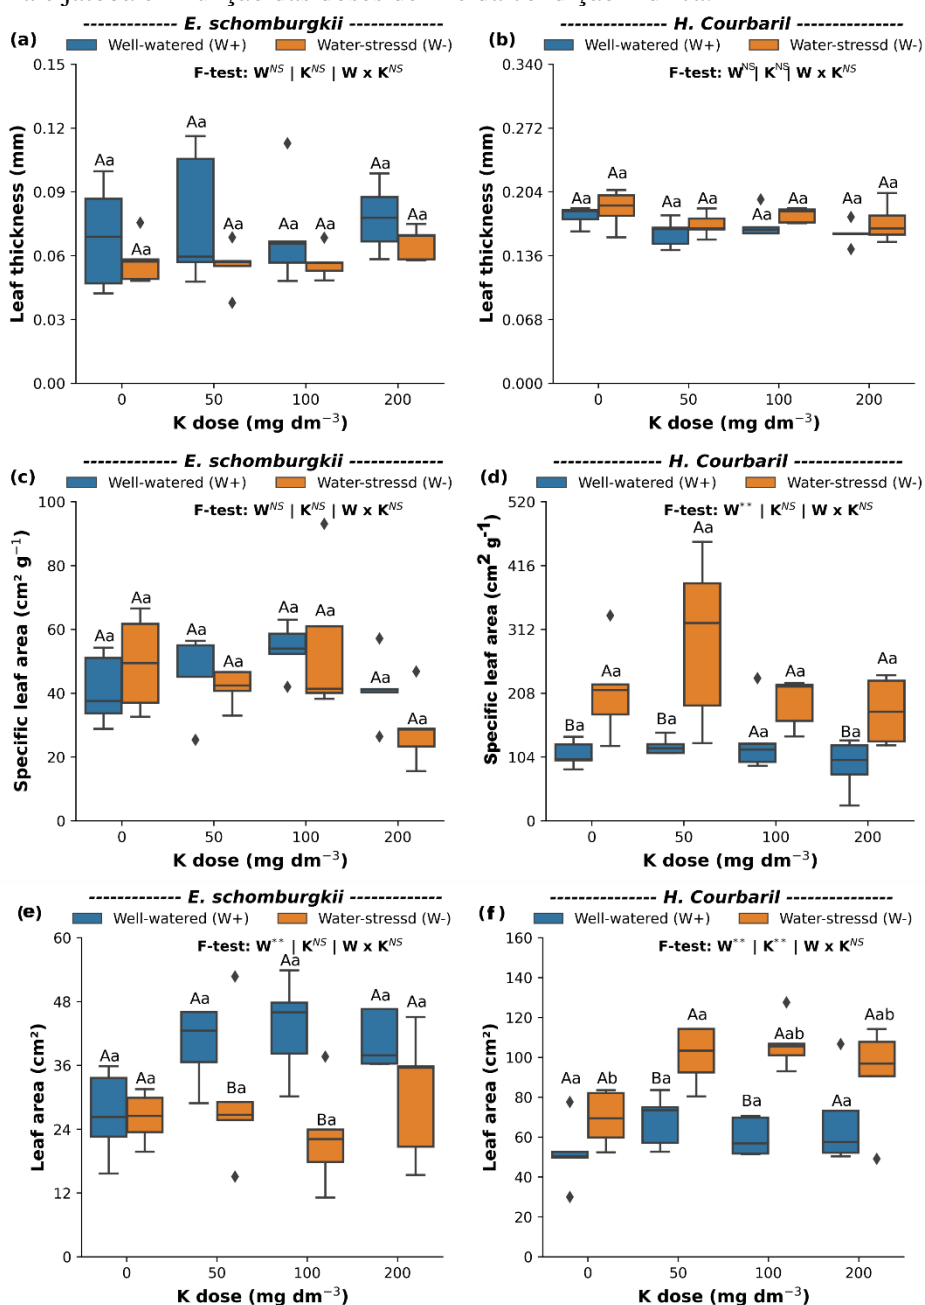 ------------ E. schomburgkii ------------
(a)
Well-watered (W+) Water-stressd (W-)
F-test: W^NS | K^NS | W x K^NS
0.15
0.12
0.09
0.06
0.03
0.00
Leaf thickness (mm)
Aa Aa Aa Aa Aa Aa Aa Aa
0 50 100 200
K dose (mg dm⁻³)
------------ H. Courbaril ------------
(b)
Well-watered (W+) Water-stressd (W-)
F-test: W^NS | K^NS | W x K^NS
0.340
0.272
0.204
0.136
0.068
0.000
Leaf thickness (mm)
Aa Aa Aa Aa Aa Aa Aa Aa
0 50 100 200
K dose (mg dm⁻³)
------------ E. schomburgkii ------------
(c)
Well-watered (W+) Water-stressd (W-)
F-test: W^NS | K^NS | W x K^NS
100
80
60
40
20
0
Specific leaf area (cm² g⁻¹)
Aa Aa Aa Aa Aa Aa Aa Aa
0 50 100 200
K dose (mg dm⁻³)
------------ H. Courbaril ------------
(d)
Well-watered (W+) Water-stressd (W-)
F-test: W** | K^NS | W x K^NS
520
416
312
208
104
0
Specific leaf area (cm² g⁻¹)
Ba Aa Ba Aa Aa Aa Ba Aa
0 50 100 200
K dose (mg dm⁻³)
------------ E. schomburgkii ------------
(e)
Well-watered (W+) Water-stressd (W-)
F-test: W** | K^NS | W x K^NS
60
48
36
24
12
0
Leaf area (cm²)
Aa Aa Aa Ba Aa Ba Aa Aa
0 50 100 200
K dose (mg dm⁻³)
------------ H. Courbaril ------------
(f)
Well-watered (W+) Water-stressd (W-)
F-test: W** | K** | W x K^NS
160
140
120
100
80
60
40
20
0
Leaf area (cm²)
Aa Ab Ba Aa Ba Aab Aa Aab
0 50 100 200
K dose (mg dm⁻³)